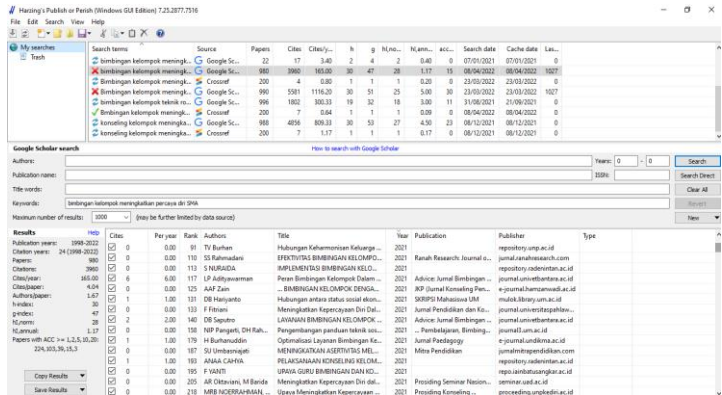 Harzing's Publish or Perish (Windows GUI Edition) 7.25.2877.7516
File Edit Search View Help
My searches
Trash
Search terms Source Papers Cites Cites/y... h g hI,no... hI,ann... acc... Search date Cache date Las...
bimbingan kelompok meningk... Google Sc... 22 17 3.40 2 4 2 0.40 0 07/01/2021 07/01/2021 0
bimbingan kelompok meningk... Google Sc... 980 3960 165.00 30 47 28 1.17 15 08/04/2022 08/04/2022 1027
bimbingan kelompok meningk... Crossref 200 4 0.80 1 1 1 0.20 0 23/03/2022 23/03/2022 0
bimbingan kelompok meningk... Google Sc... 990 5581 1116.20 30 51 25 5.00 30 23/03/2022 23/03/2022 1027
bimbingan kelompok teknik ro... Google Sc... 996 1802 300.33 19 32 18 3.00 11 31/08/2021 21/09/2021 0
Bmbingan kelompok meningk... Crossref 200 7 0.64 1 1 1 0.09 0 08/04/2022 08/04/2022 0
konseling kelompok meningka... Google Sc... 980 4856 809.33 30 53 27 4.50 23 08/12/2021 08/12/2021 0
konseling kelompok meningka... Crossref 200 7 1.17 1 1 1 0.17 0 08/12/2021 08/12/2021 0
Google Scholar search How to search with Google Scholar
Authors: Years: 0 - 0 Search
Publication name: ISSN: Search Direct
Title words: Clear All
Keywords: bimbingan kelompok meningkatkan percaya diri SMA Revert
Maximum number of results: 1000 (may be further limited by data source) New
Results Help
Publication years: 1998-2022
Citation years: 24 (1998-2022)
Papers: 980
Citations: 3960
Cites/year: 165.00
Cites/paper: 4.04
Authors/paper: 1.67
h-index: 30
g-index: 47
hI,norm: 28
hI,annual: 1.17
Papers with ACC >= 1,2,5,10,20:
224,103,39,15,3
Copy Results
Save Results
Cites Per year Rank Authors Title Year Publication Publisher Type
0 0.00 91 TV Burhan Hubungan Keharmonisan Keluarga ... 2021 repository.unp.ac.id
0 0.00 110 SS Rahmadani EFEKTIVITAS BIMBINGAN KELOMPO... 2021 Ranah Research: Journal o... jurnal.ranahresearch.com
0 0.00 113 S NURAIDA IMPLEMENTASI BIMBINGAN KELO... 2021 repository.radenintan.ac.id
6 6.00 117 LP Adityawarman Peran Bimbingan Kelompok Dalam ... 2021 Advice: Jurnal Bimbingan ... journal.univetbantara.ac.id
0 0.00 125 AAF Zain ... BIMBINGAN KELOMPOK DENGA... 2021 JKP (Jurnal Konseling Pen... e-journal.hamzanwadi.ac.id
1 1.00 131 DB Hariyanto Hubungan antara status sosial ekon... 2021 SKRIPSI Mahasiswa UM mulok.library.um.ac.id
0 0.00 133 F Fitriani Meningkatkan Kepercayaan Diri Dal... 2021 Jurnal Pendidikan dan Ko... journal.universitaspahlaw...
2 2.00 140 DB Saputro LAYANAN BIMBINGAN KELOMPOK ... 2021 Advice: Jurnal Bimbingan ... journal.univetbantara.ac.id
0 0.00 158 NIP Pangerti, DH Rah... Pengembangan panduan teknik sos... 2021 ... Pembelajaran, Bimbing... journal3.um.ac.id
1 1.00 179 H Burhanuddin Optimalisasi Layanan Bimbingan Ke... 2021 Jurnal Paedagogy e-journal.undikma.ac.id
0 0.00 187 SU Limbasnajati MENINGKATKAN ASERTIVITAS MEL... 2021 Mitra Pendidikan jurnalmitrapendidikan.com
1 1.00 193 ANAA CAHYA PELAKSANAAN KONSELING KELOM... 2021 repository.radenintan.ac.id
0 0.00 195 F YANTI UPAYA GURU BIMBINGAN DAN KO... 2021 repo.iainbatusangkar.ac.id
0 0.00 205 AR Oktaviani, M Barida Meningkatkan Kepercayaan Diri dal... 2021 Prosiding Seminar Nasion... seminar.uad.ac.id
0 0.00 218 MRB NOERRAHMAN, ... Upaya Meningkatkan Kepercayaan ... 2021 Prosiding Konseling ... proceeding.unpkediri.ac.id